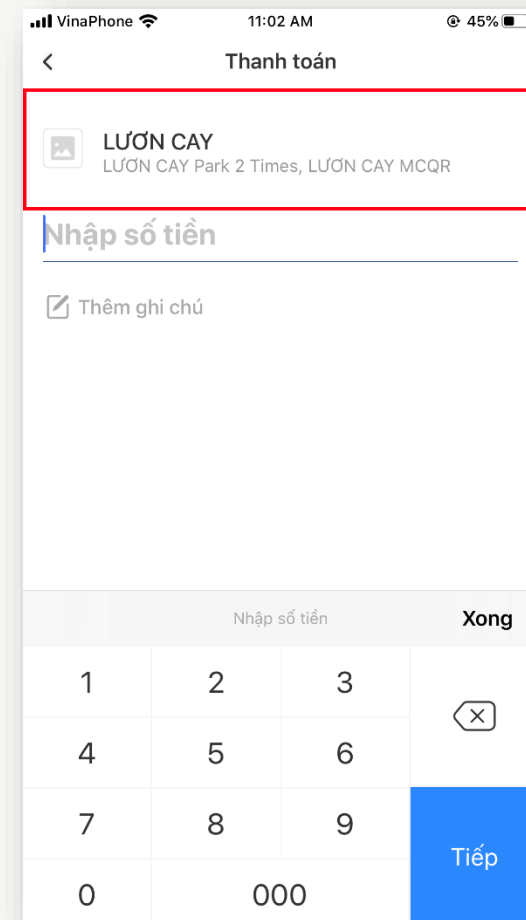 VinaPhone 11:02 AM 45%
Thanh toán
LƯƠN CAY
LƯƠN CAY Park 2 Times, LƯƠN CAY MCQR
Nhập số tiền
Thêm ghi chú
Nhập số tiền Xong
1 2 3
4 5 6
7 8 9
Tiếp
0 000